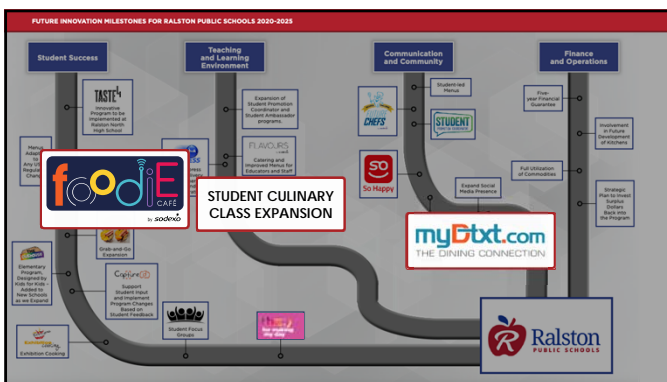 FUTURE INNOVATION MILESTONES FOR RALSTON PUBLIC SCHOOLS 2020-2025
Student Success
Teaching
and Learning
Environment
Communication
and Community
Finance
and Operations
TASTE4
Innovative
Program to be
Implemented at
Ralston North
High School
Menus
to
foodiE
CAFÉ
by sodexo
Grab-and-Go
Expansion
Elementary
Program,
Designed by
Kids for Kids –
Added to
New Schools
as we Expand
Support
Student Input
and Implement
Program Changes
Based on
Student Feedback
Exhibition Cooking
Student Focus
Groups
for making
my day
Expansion of
Student Promotion
Coordinator and
Student Ambassador
programs.
FLAVOURS
Catering and
Improved Menus for
Educators and Staff
STUDENT CULINARY
CLASS EXPANSION
Student-led
Menus
CHEFS
STUDENT
SO
So Happy
Expand Social
Media Presence
myDtxt.com
THE DINING CONNECTION
Five-
year Financial
Guarantee
Involvement
in Future
Development
of Kitchens
Full Utilization
of Commodities
Strategic
Plan to Invest
Surplus
Dollars
Back into
the Program
Ralston
PUBLIC SCHOOLS